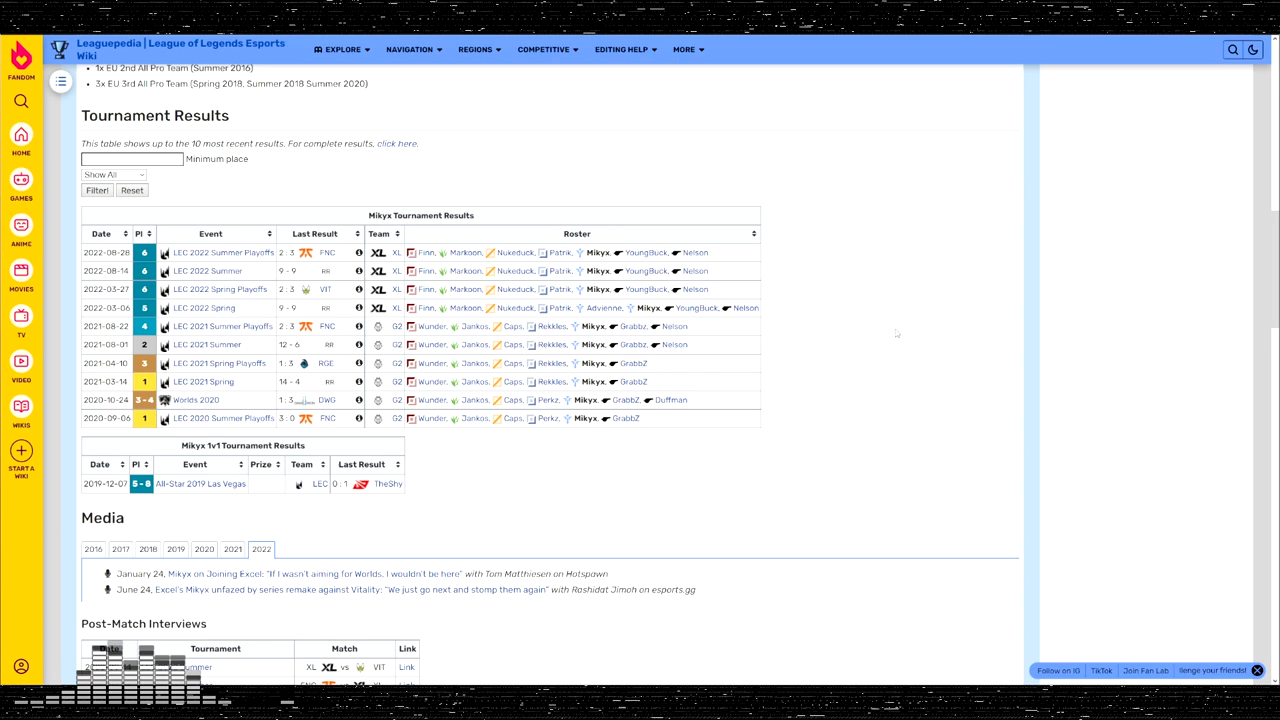 Leaguepedia | League of Legends Esports
Wiki
EXPLORE NAVIGATION REGIONS COMPETITIVE EDITING HELP MORE
FANDOM
HOME
GAMES
ANIME
MOVIES
TV
VIDEO
WIKIS
START A
WIKI
1x EU 2nd All Pro Team (Summer 2016)
3x EU 3rd All Pro Team (Spring 2018, Summer 2018 Summer 2020)
Tournament Results
This table shows up to the 10 most recent results. For complete results, click here.
Minimum place
Show All
Filter! Reset
Mikyx Tournament Results
Date Pl Event Last Result Team Roster
2022-08-28 6 LEC 2022 Summer Playoffs 2 : 3 FNC XL XL Finn, Markoon, Nukeduck, Patrik, Mikyx, YoungBuck, Nelson
2022-08-14 6 LEC 2022 Summer 9 - 9 RR XL XL Finn, Markoon, Nukeduck, Patrik, Mikyx, YoungBuck, Nelson
2022-03-27 6 LEC 2022 Spring Playoffs 2 : 3 VIT XL XL Finn, Markoon, Nukeduck, Patrik, Mikyx, YoungBuck, Nelson
2022-03-06 5 LEC 2022 Spring 9 - 9 RR XL XL Finn, Markoon, Nukeduck, Patrik, Advienne, Mikyx, YoungBuck, Nelson
2021-08-22 4 LEC 2021 Summer Playoffs 2 : 3 FNC G2 Wunder, Jankos, Caps, Rekkles, Mikyx, Grabbz, Nelson
2021-08-01 2 LEC 2021 Summer 12 - 6 RR G2 Wunder, Jankos, Caps, Rekkles, Mikyx, Grabbz, Nelson
2021-04-10 3 LEC 2021 Spring Playoffs 1 : 3 RGE G2 Wunder, Jankos, Caps, Rekkles, Mikyx, GrabbZ
2021-03-14 1 LEC 2021 Spring 14 - 4 RR G2 Wunder, Jankos, Caps, Rekkles, Mikyx, GrabbZ
2020-10-24 3 - 4 Worlds 2020 1 : 3 DWG G2 Wunder, Jankos, Caps, Perkz, Mikyx, GrabbZ, Duffman
2020-09-06 1 LEC 2020 Summer Playoffs 3 : 0 FNC G2 Wunder, Jankos, Caps, Perkz, Mikyx, GrabbZ
Mikyx 1v1 Tournament Results
Date Pl Event Prize Team Last Result
2019-12-07 5 - 8 All-Star 2019 Las Vegas LEC 0 : 1 TheShy
Media
2016 2017 2018 2019 2020 2021 2022
January 24, Mikyx on Joining Excel: "If I wasn't aiming for Worlds, I wouldn't be here" with Tom Matthiesen on Hotspawn
June 24, Excel's Mikyx unfazed by series remake against Vitality: "We just go next and stomp them again" with Rashidat Jimoh on esports.gg
Post-Match Interviews
Date Tournament Match Link
XL XL vs VIT Link
Follow on IG TikTok Join Fan Lab llenge your friends!